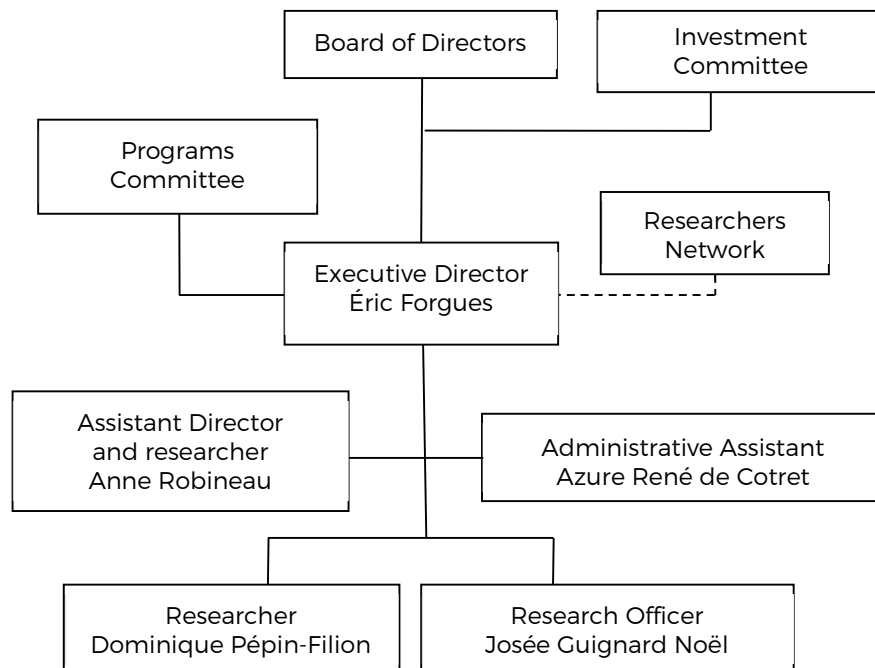 Board of Directors
Investment
Committee
Programs
Committee
Researchers
Network
Executive Director
Éric Forgues
Assistant Director
and researcher
Anne Robineau
Administrative Assistant
Azure René de Cotret
Researcher
Dominique Pépin-Filion
Research Officer
Josée Guignard Noël